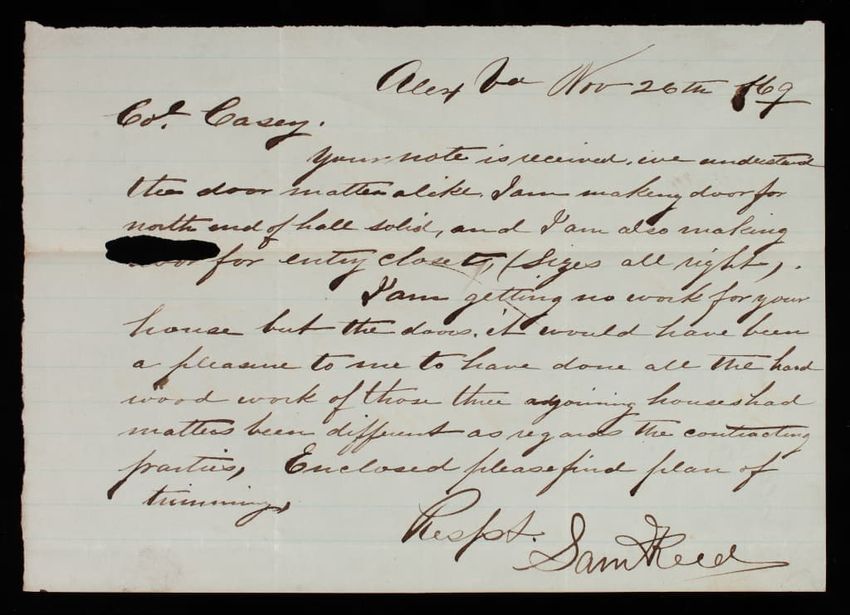 Alex Va Nov 26th /69
Col. Casey.
Your note is received. we understand
the door matter alike. I am making door for
north end of hall solid, and I am also making
for entry closet, (Sizes all right).
I am getting no work for your
house but the doors. it would have been
a pleasure to me to have done all the hard
wood work of those three adjoining houses had
matters been different as regards the contracting
parties, Enclosed please find plan of
trimming,
Respt.
Sam Reed